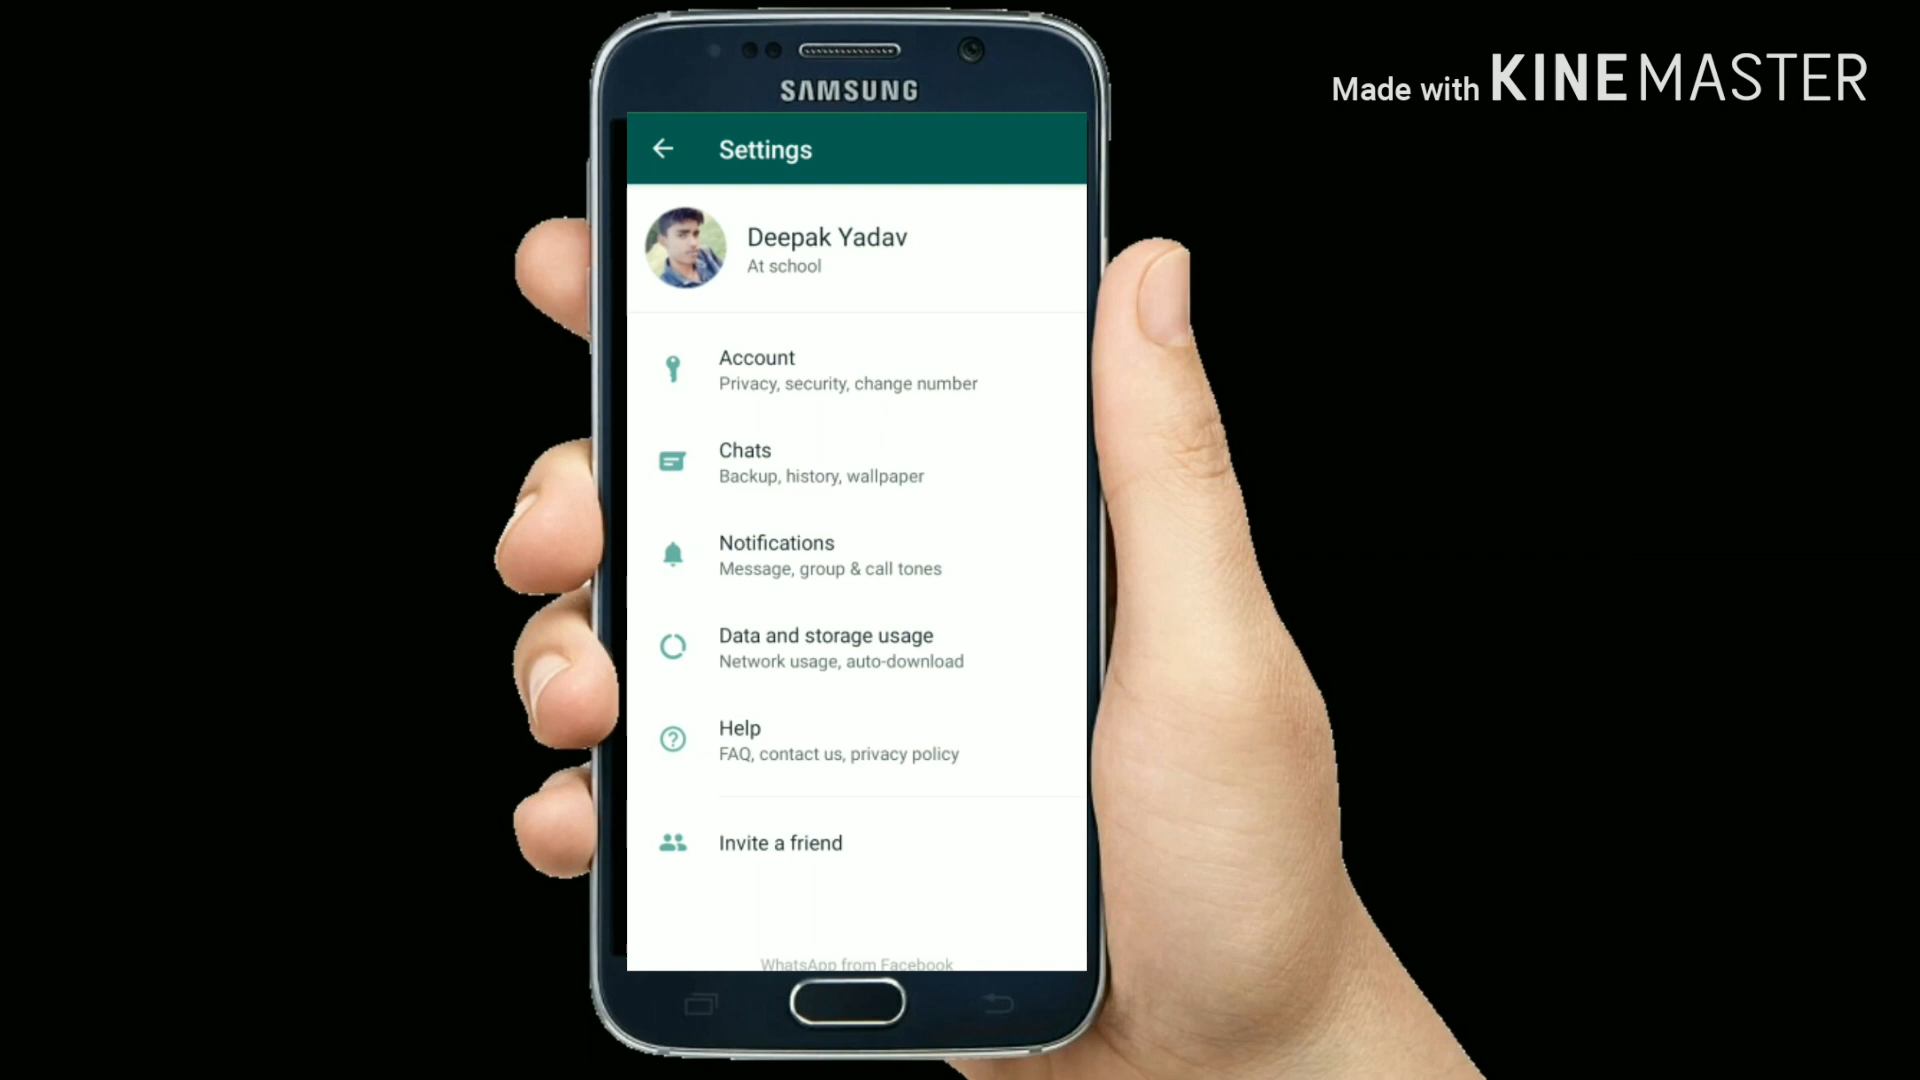 Made with KINEMASTER
SAMSUNG
Settings
Deepak Yadav
At school
Account
Privacy, security, change number
Chats
Backup, history, wallpaper
Notifications
Message, group & call tones
Data and storage usage
Network usage, auto-download
Help
FAQ, contact us, privacy policy
Invite a friend
WhatsApp from Facebook